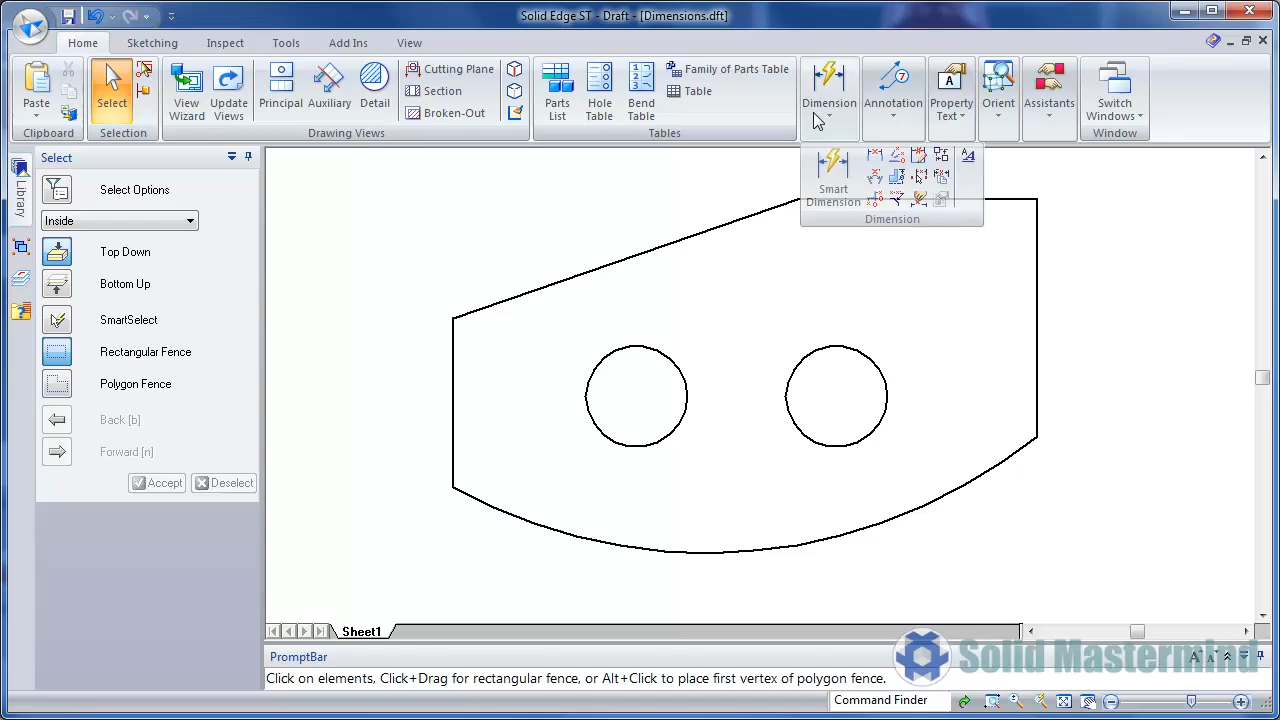 Solid Edge ST - Draft - [Dimensions.dft]
Home Sketching Inspect Tools Add Ins View
Paste
Clipboard
Select
Selection
View Wizard
Update Views
Principal
Auxiliary
Detail
Cutting Plane
Section
Broken-Out
Drawing Views
Parts List
Hole Table
Bend Table
Family of Parts Table
Table
Tables
Dimension
Annotation
Property Text
Orient
Assistants
Switch Windows
Window
Smart Dimension
Dimension
Library
Select
Select Options
Inside
Top Down
Bottom Up
SmartSelect
Rectangular Fence
Polygon Fence
Back [b]
Forward [n]
Accept Deselect
Sheet1
PromptBar
Click on elements, Click+Drag for rectangular fence, or Alt+Click to place first vertex of polygon fence.
Solid Mastermind
Command Finder